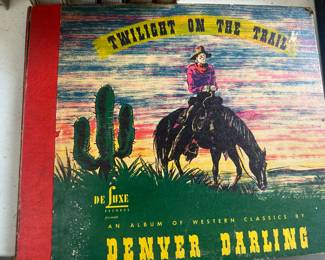 TWILIGHT ON THE TRAIL
DE LUXE
RECORDS
AN ALBUM OF WESTERN CLASSICS BY
DENVER DARLING